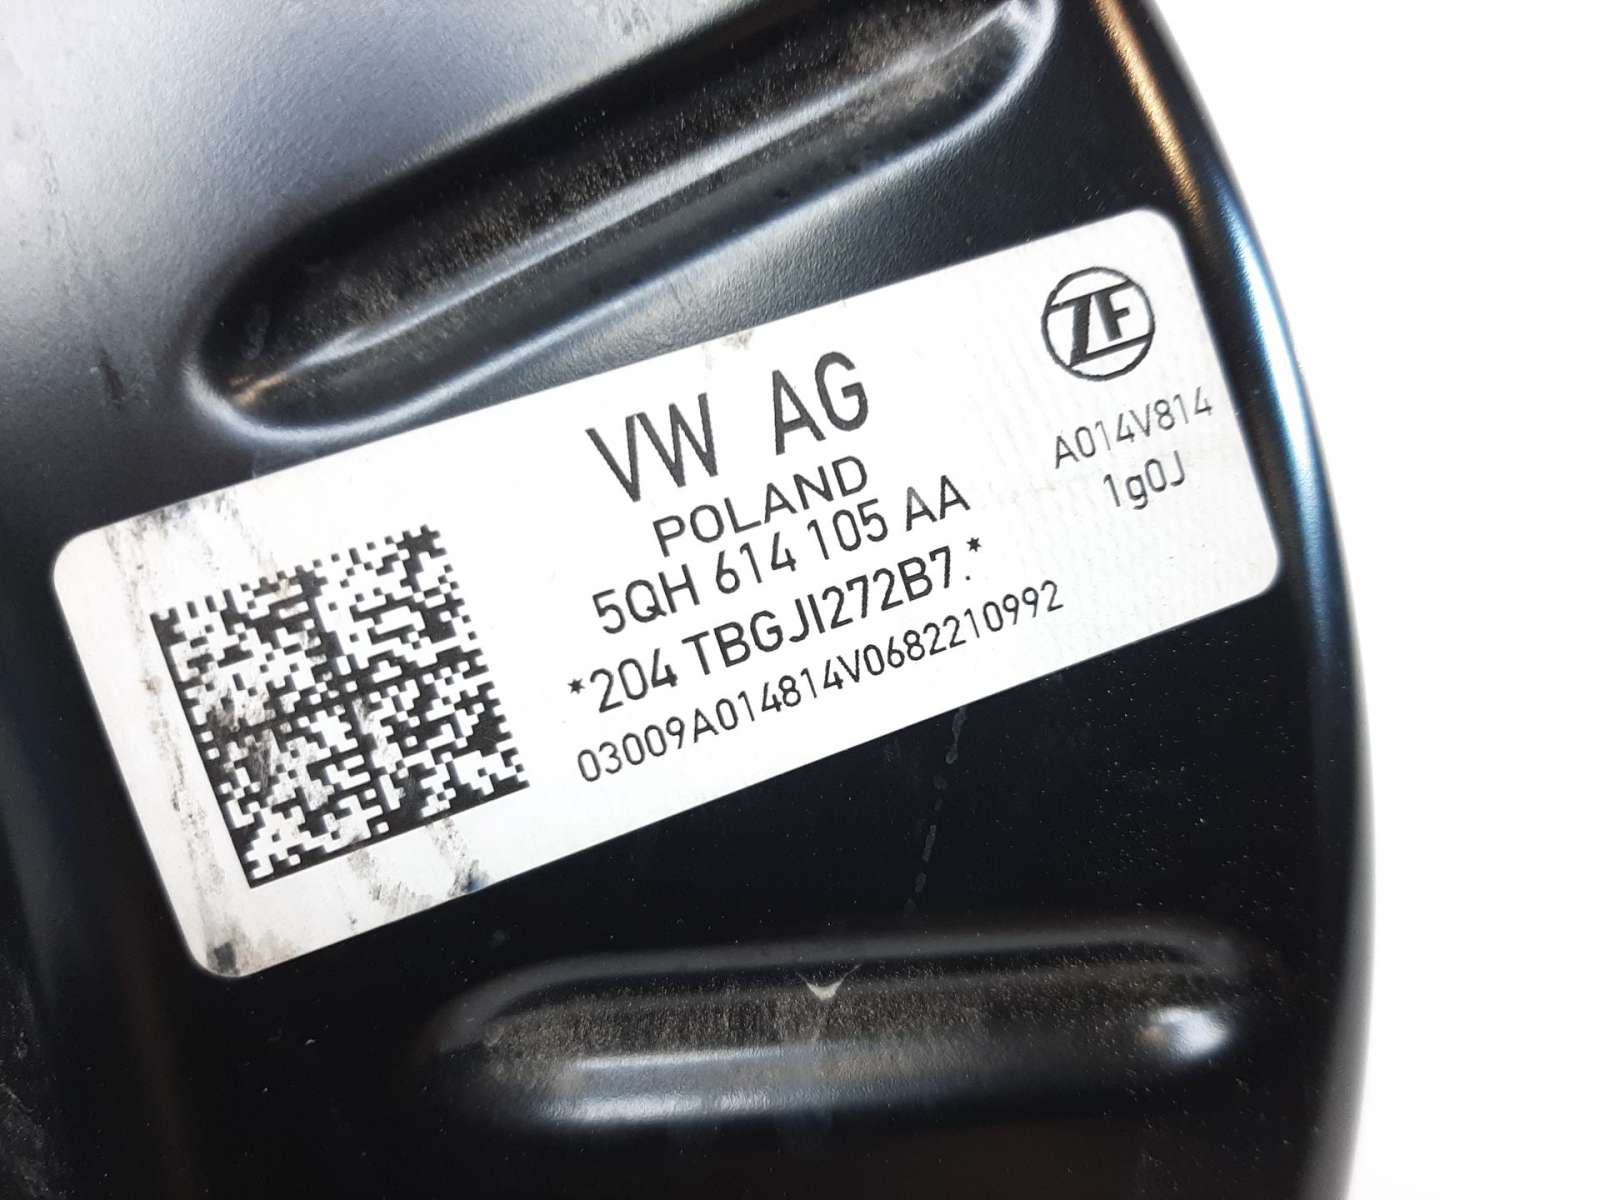 VW AG
POLAND
5QH 614 105 AA
*204 TBGJI272B7.*
03009A014814V0682210992
ZF
A014V814
1g0J